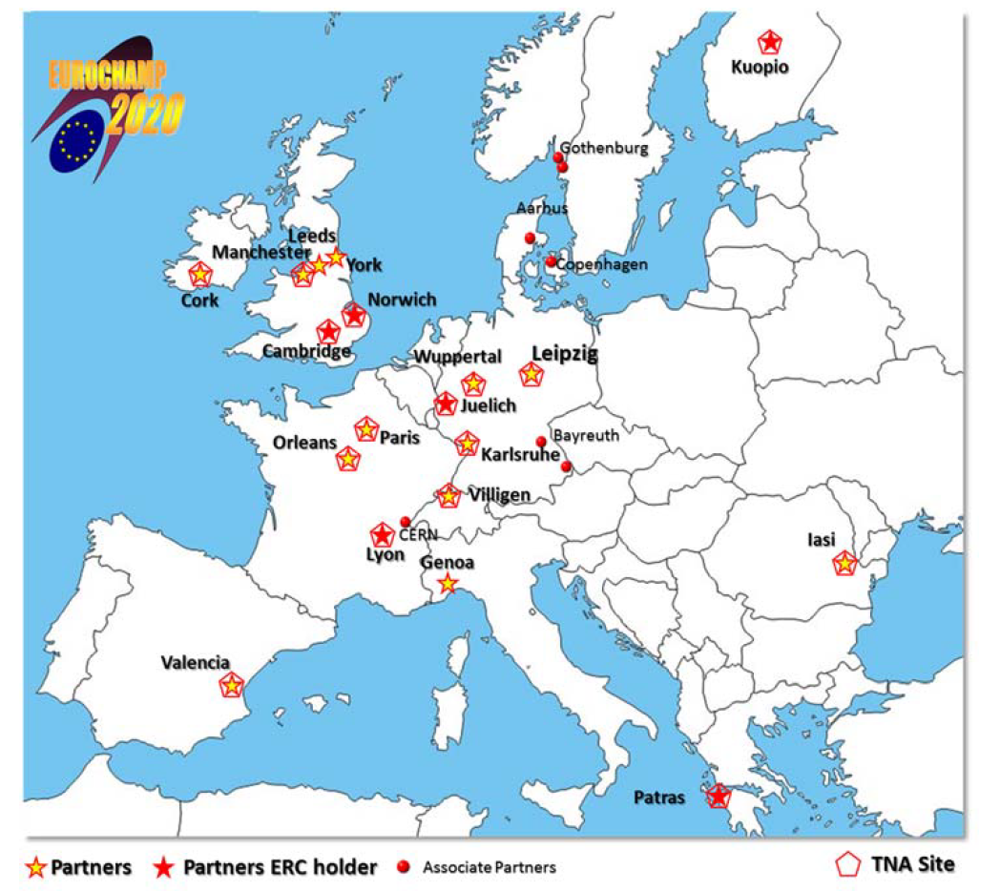 EUROCHAMP
2020
Kuopio
Gothenburg
Aarhus
Leeds
Manchester
York
Copenhagen
Cork
Norwich
Cambridge
Wuppertal
Leipzig
Juelich
Orleans
Paris
Bayreuth
Karlsruhe
Villigen
CERN
Lyon
Genoa
Iasi
Valencia
Patras
Partners
Partners ERC holder
Associate Partners
TNA Site